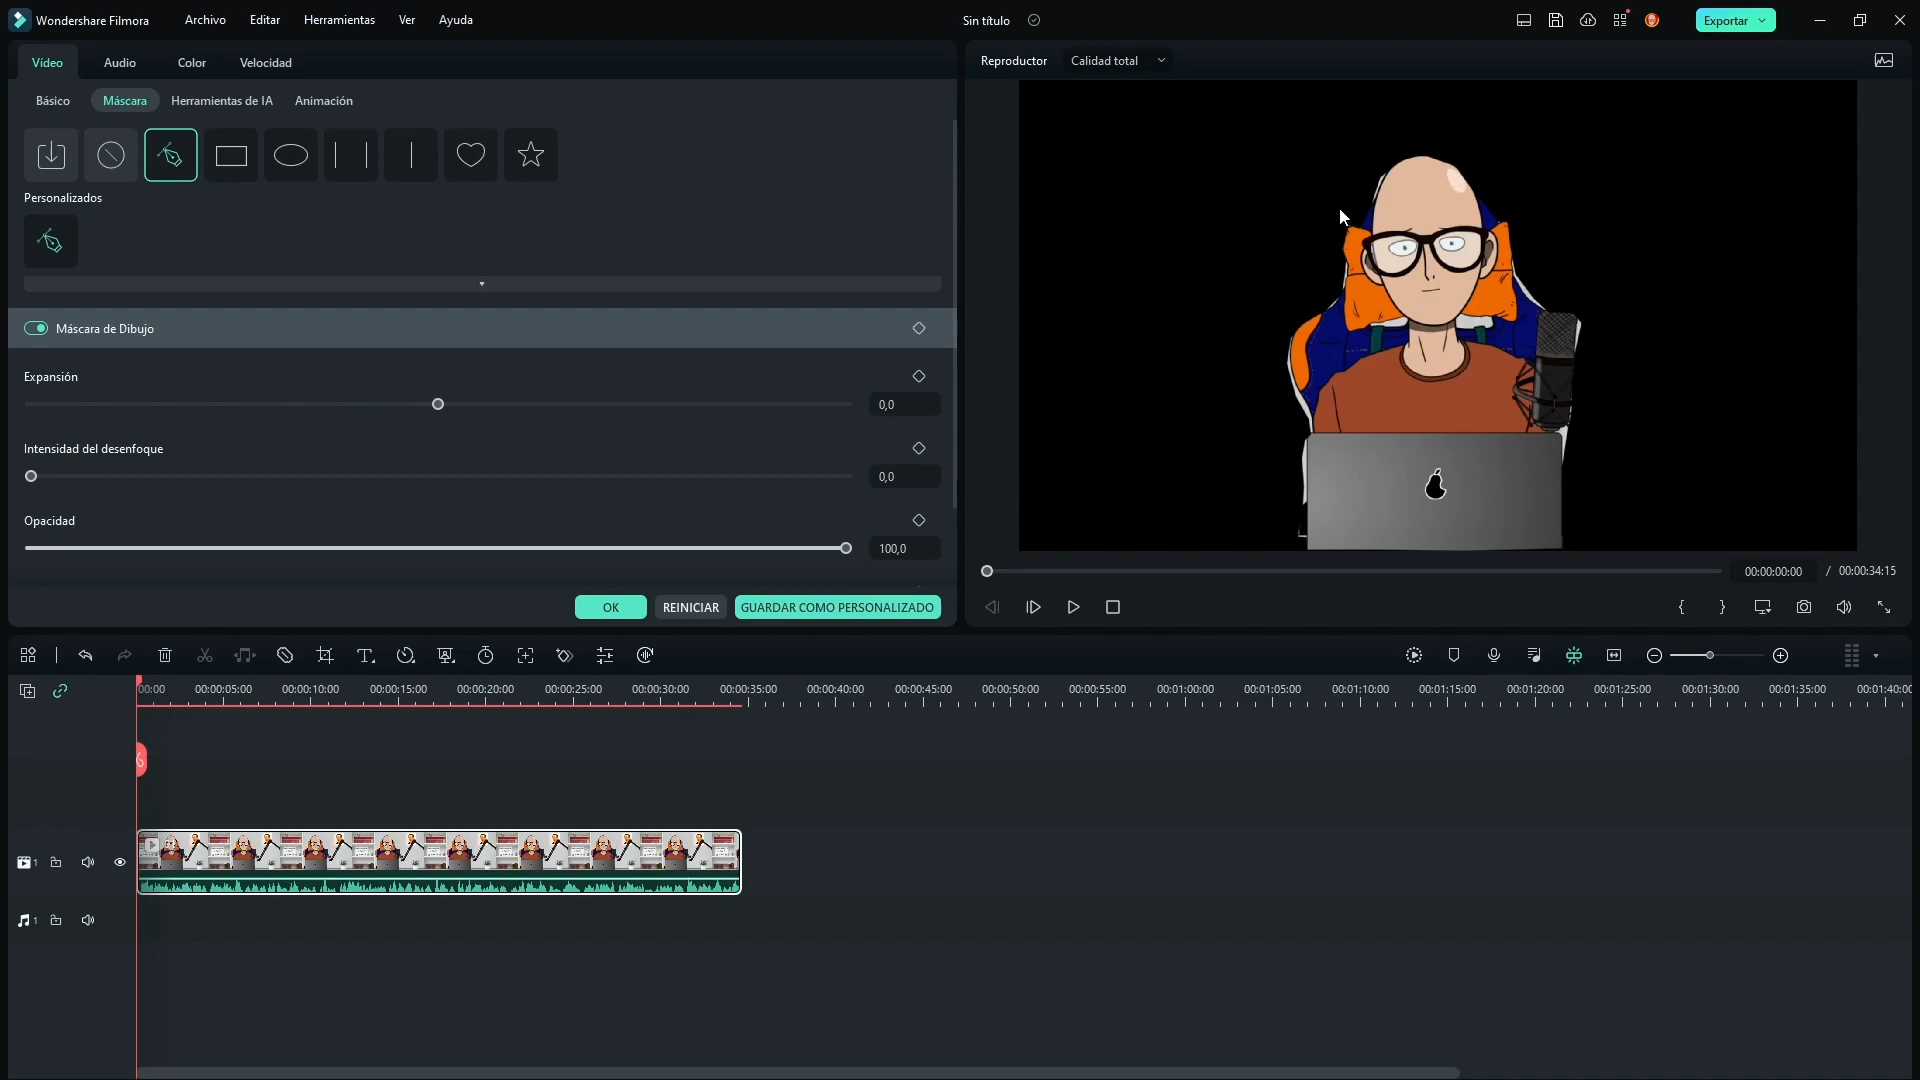 Wondershare Filmora
Archivo
Editar
Herramientas
Ver
Ayuda
Sin título
Exportar
Vídeo
Audio
Color
Velocidad
Reproductor
Calidad total
Básico
Máscara
Herramientas de IA
Animación
Personalizados
Máscara de Dibujo
Expansión
0,0
Intensidad del desenfoque
0,0
Opacidad
100,0
OK
REINICIAR
GUARDAR COMO PERSONALIZADO
00:00:00:00
/ 00:00:34:15
00:00
00:00:05:00
00:00:10:00
00:00:15:00
00:00:20:00
00:00:25:00
00:00:30:00
00:00:35:00
00:00:40:00
00:00:45:00
00:00:50:00
00:00:55:00
00:01:00:00
00:01:05:00
00:01:10:00
00:01:15:00
00:01:20:00
00:01:25:00
00:01:30:00
00:01:35:00
00:01:40:00
1
1